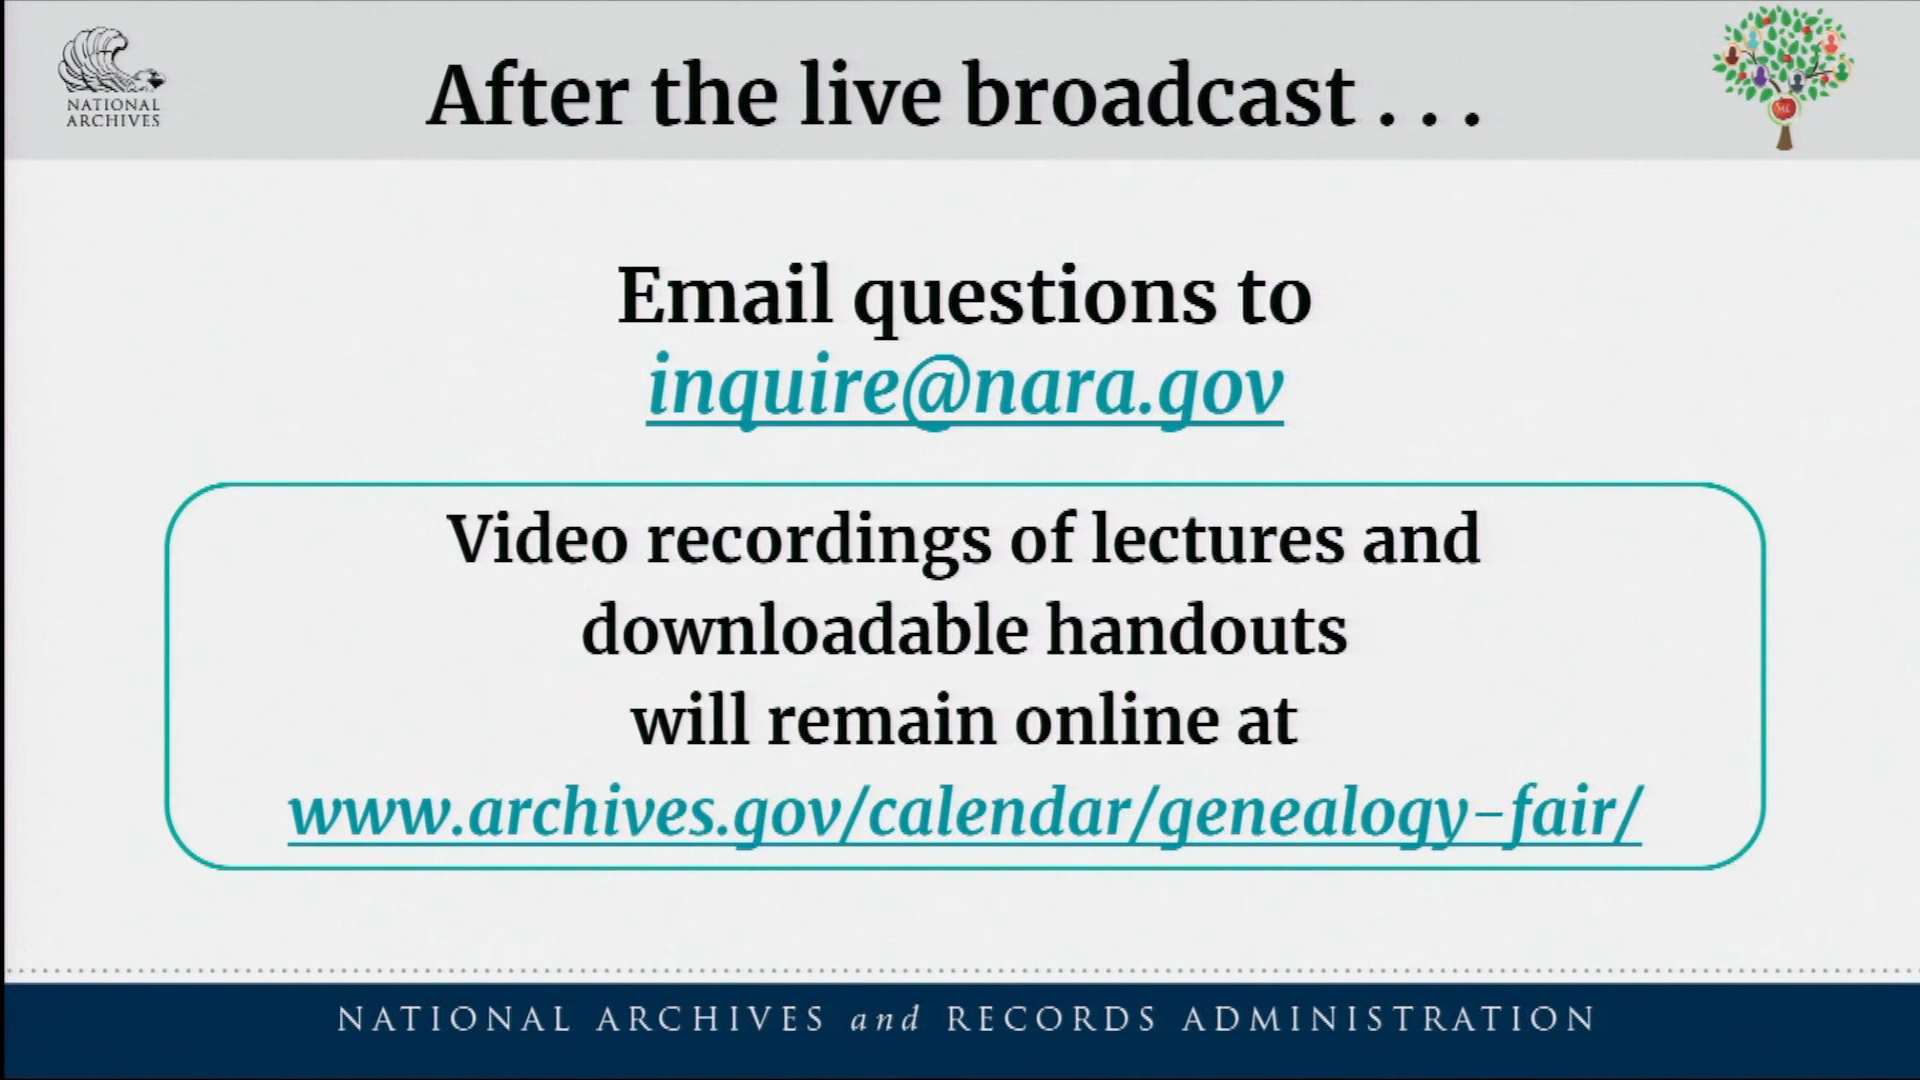 NATIONAL
ARCHIVES
After the live broadcast . . .
Email questions to
inquire@nara.gov
Video recordings of lectures and
downloadable handouts
will remain online at
www.archives.gov/calendar/genealogy-fair/
NATIONAL ARCHIVES and RECORDS ADMINISTRATION